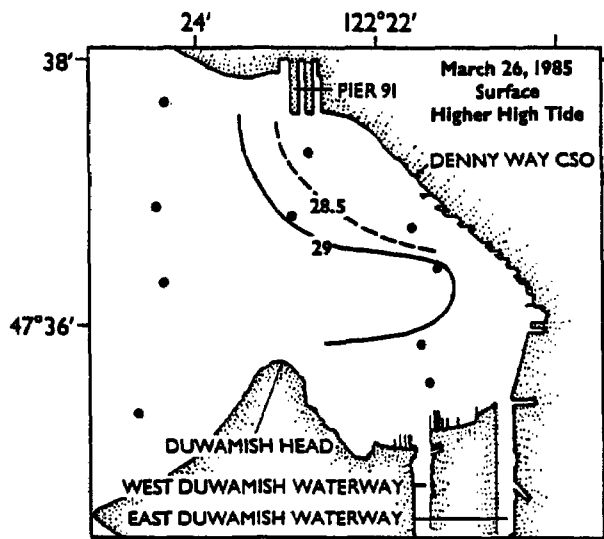 24'
122°22'
38'
March 26, 1985
Surface
Higher High Tide
PIER 91
DENNY WAY CSO
28.5
29
47°36'
DUWAMISH HEAD
WEST DUWAMISH WATERWAY
EAST DUWAMISH WATERWAY